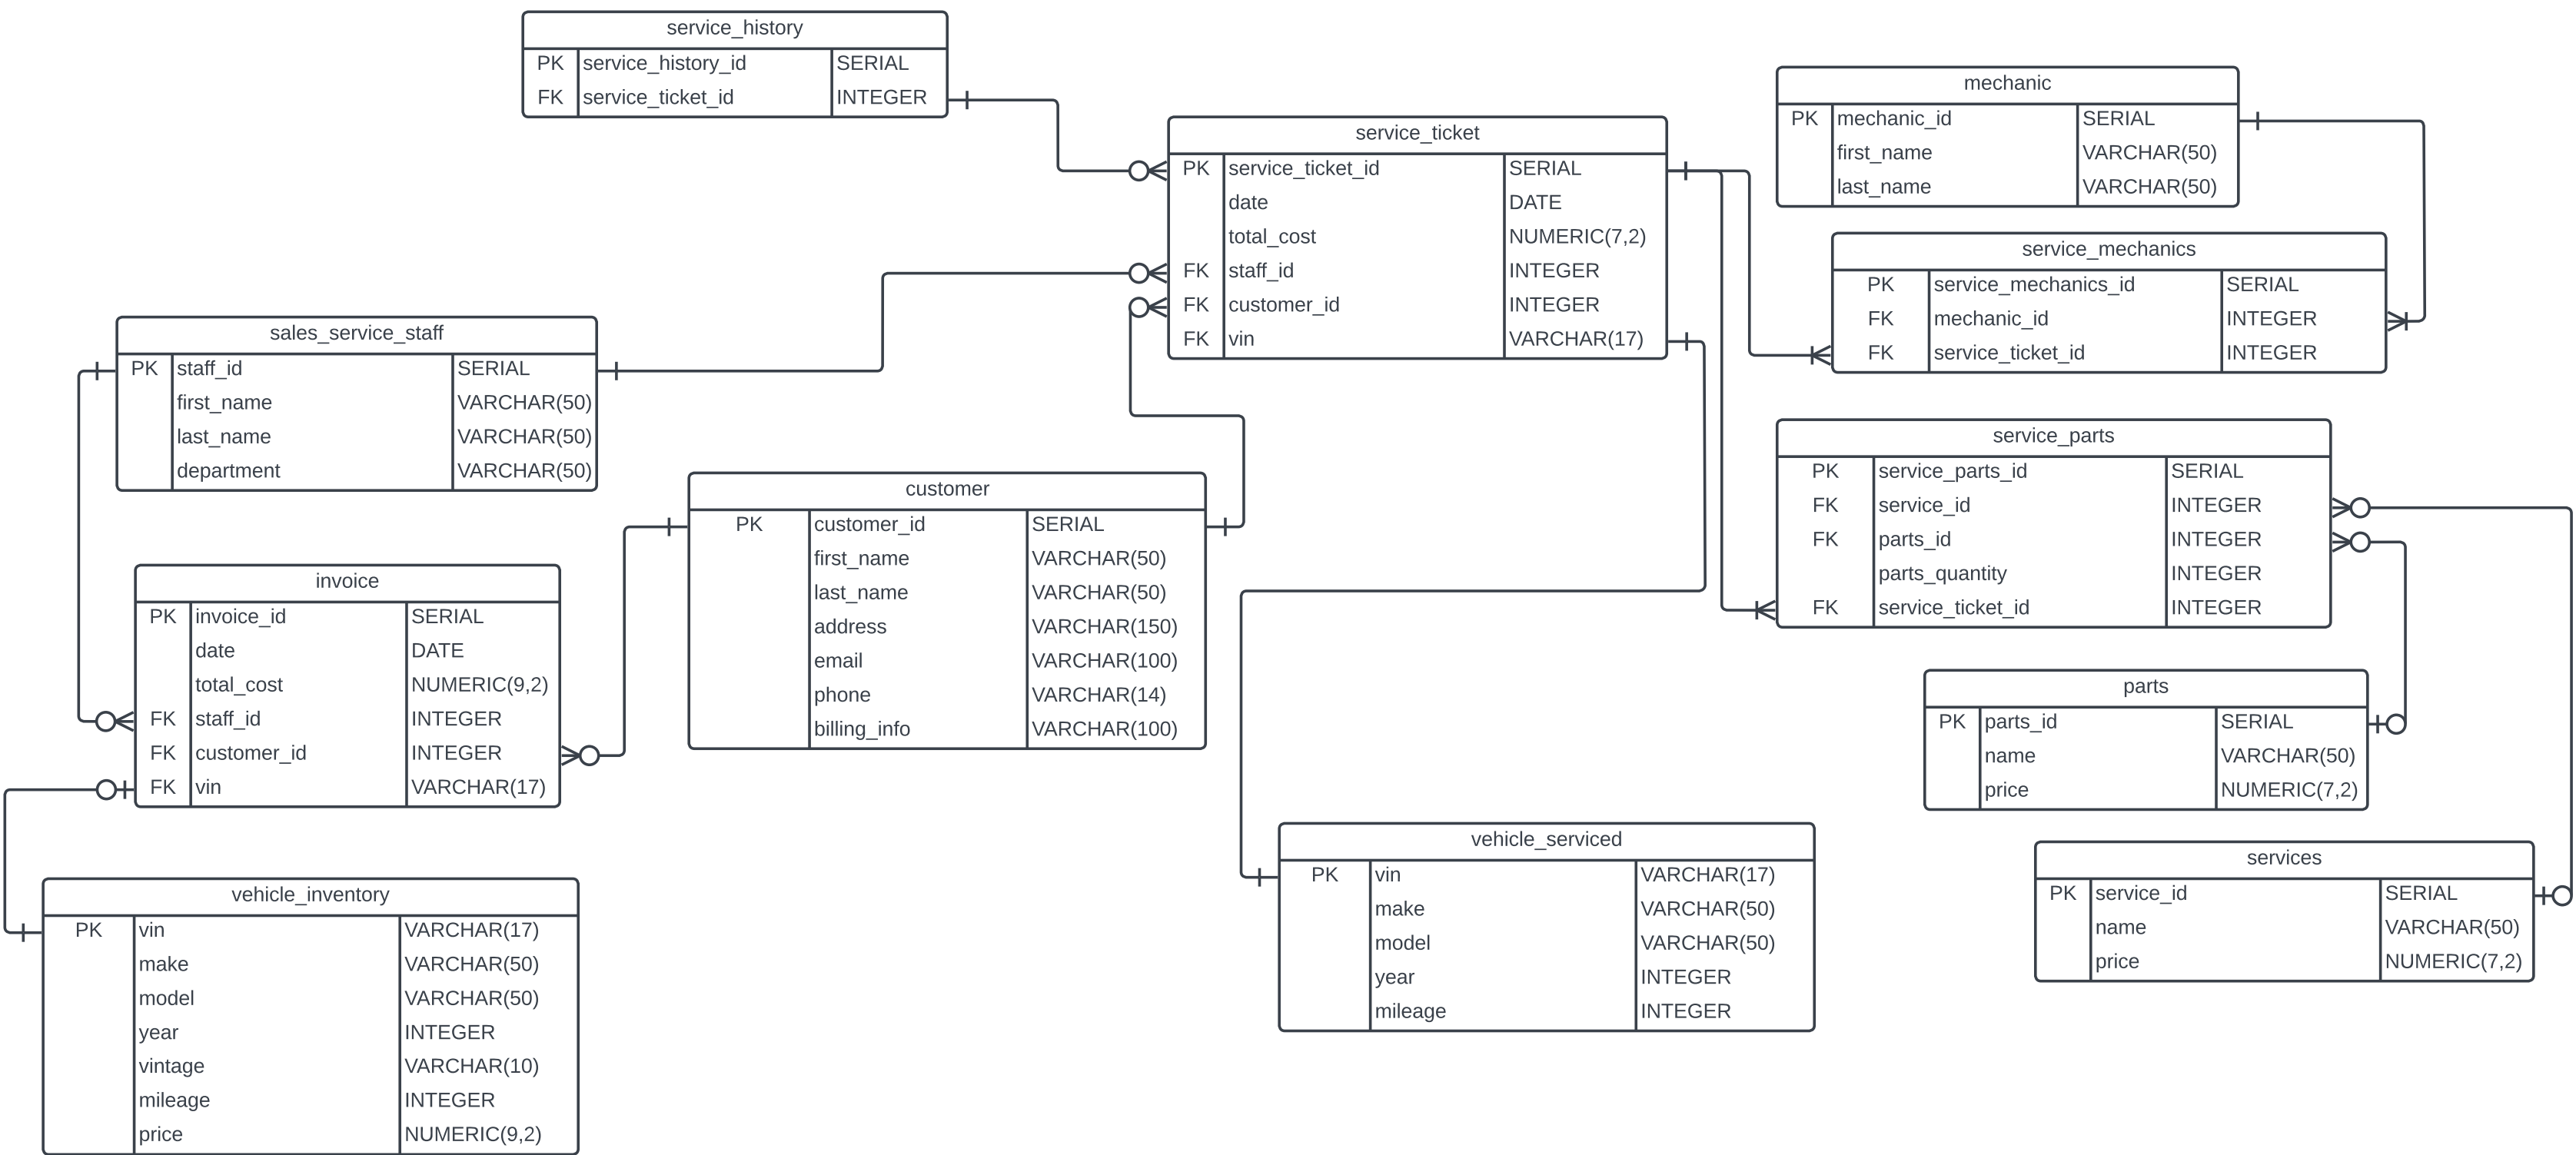 service_history
PK service_history_id SERIAL
FK service_ticket_id INTEGER
mechanic
PK mechanic_id SERIAL
first_name VARCHAR(50)
last_name VARCHAR(50)
service_ticket
PK service_ticket_id SERIAL
date DATE
total_cost NUMERIC(7,2)
FK staff_id INTEGER
FK customer_id INTEGER
FK vin VARCHAR(17)
service_mechanics
PK service_mechanics_id SERIAL
FK mechanic_id INTEGER
FK service_ticket_id INTEGER
sales_service_staff
PK staff_id SERIAL
first_name VARCHAR(50)
last_name VARCHAR(50)
department VARCHAR(50)
service_parts
PK service_parts_id SERIAL
FK service_id INTEGER
FK parts_id INTEGER
parts_quantity INTEGER
FK service_ticket_id INTEGER
customer
PK customer_id SERIAL
first_name VARCHAR(50)
last_name VARCHAR(50)
address VARCHAR(150)
email VARCHAR(100)
phone VARCHAR(14)
billing_info VARCHAR(100)
invoice
PK invoice_id SERIAL
date DATE
total_cost NUMERIC(9,2)
FK staff_id INTEGER
FK customer_id INTEGER
FK vin VARCHAR(17)
parts
PK parts_id SERIAL
name VARCHAR(50)
price NUMERIC(7,2)
vehicle_serviced
PK vin VARCHAR(17)
make VARCHAR(50)
model VARCHAR(50)
year INTEGER
mileage INTEGER
services
PK service_id SERIAL
name VARCHAR(50)
price NUMERIC(7,2)
vehicle_inventory
PK vin VARCHAR(17)
make VARCHAR(50)
model VARCHAR(50)
year INTEGER
vintage VARCHAR(10)
mileage INTEGER
price NUMERIC(9,2)